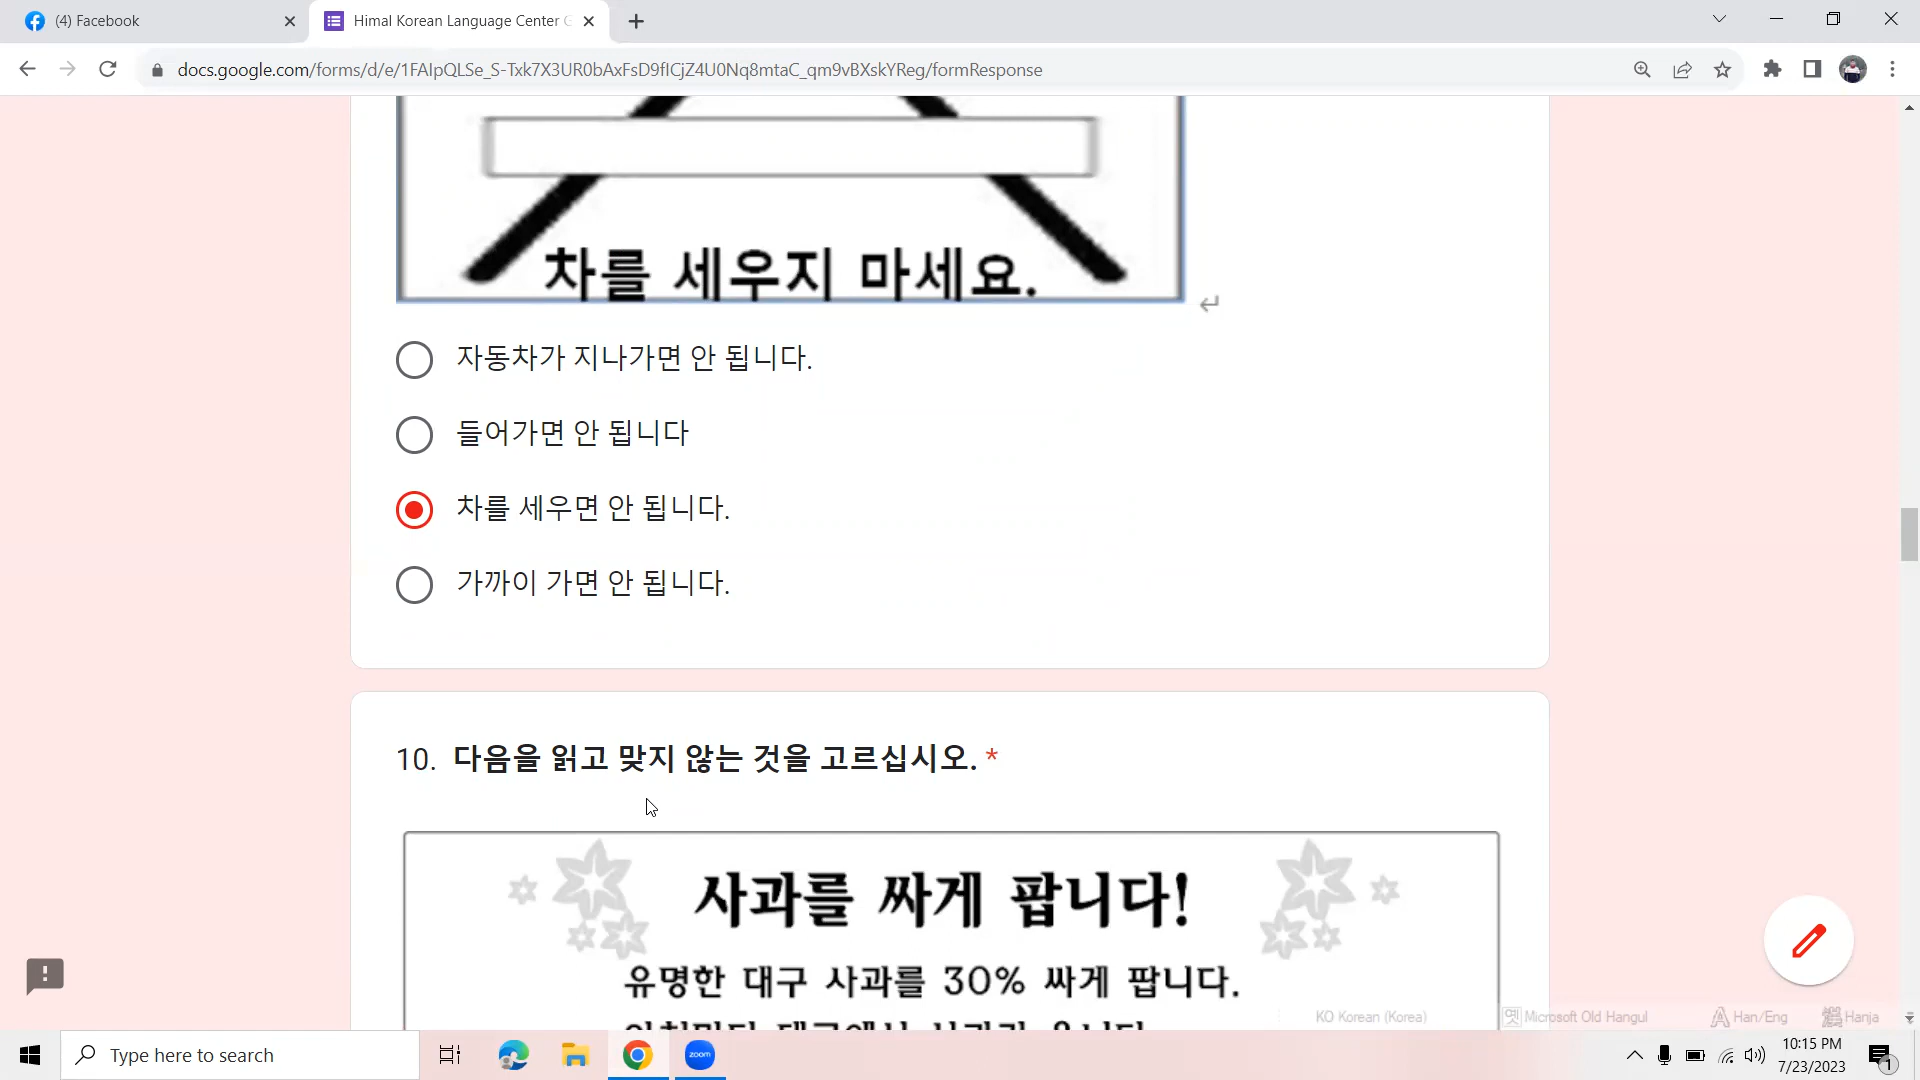 (4) Facebook
Himal Korean Language Center
docs.google.com/forms/d/e/1FAIpQLSe_S-Txk7X3UR0bAxFsD9flCjZ4U0Nq8mtaC_qm9vBXskYReg/formResponse
차를 세우지 마세요.
자동차가 지나가면 안 됩니다.
들어가면 안 됩니다
차를 세우면 안 됩니다.
가까이 가면 안 됩니다.
10. 다음을 읽고 맞지 않는 것을 고르십시오. *
사과를 싸게 팝니다!
유명한 대구 사과를 30% 싸게 팝니다.
KO Korean (Korea) Microsoft Old Hangul Han/Eng Hanja
Type here to search
zoom
10:15 PM
7/23/2023
1